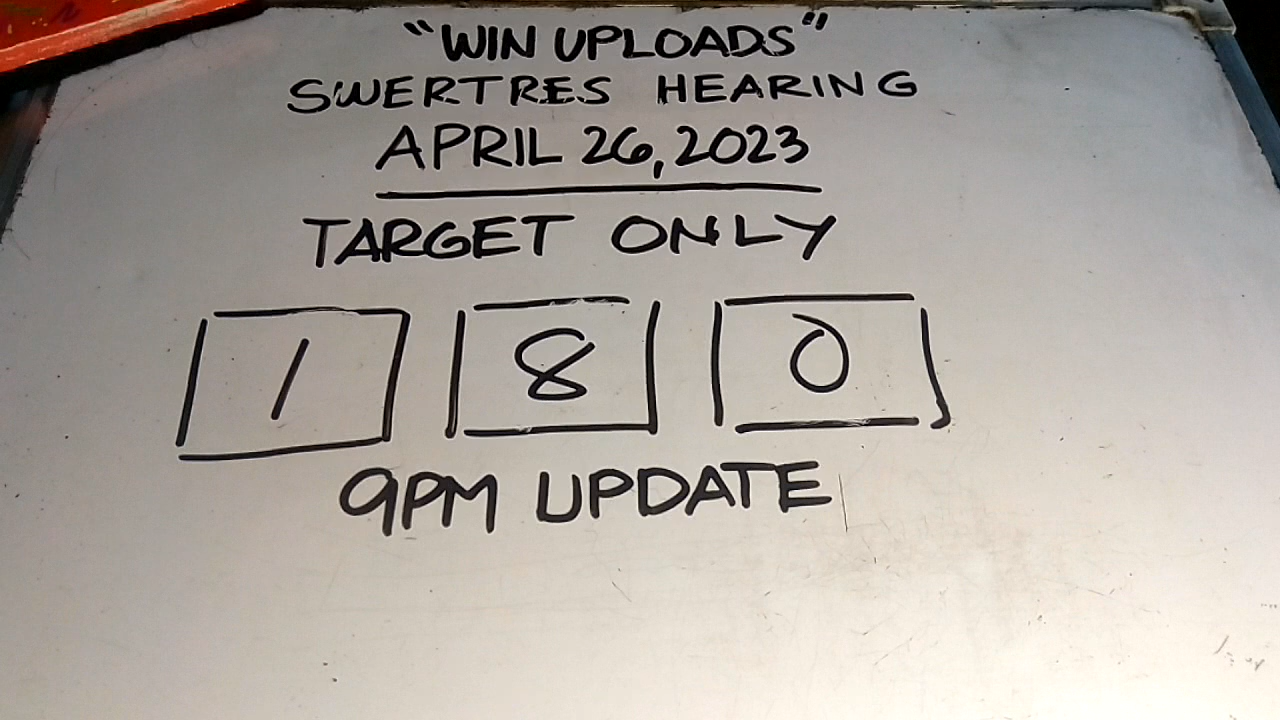 "WIN UPLOADS"
SWERTRES HEARING
APRIL 26, 2023
TARGET ONLY
1 8 0
9PM UPDATE